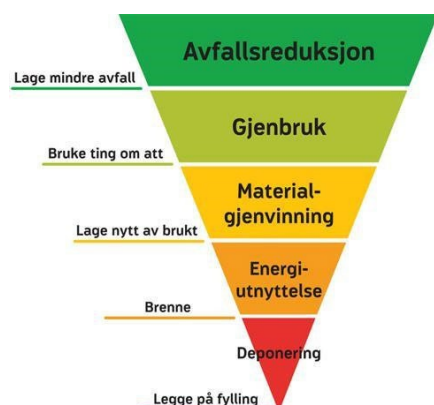 Avfallsreduksjon
Lage mindre avfall
Gjenbruk
Bruke ting om att
Material-
gjenvinning
Lage nytt av brukt
Energi-
utnyttelse
Brenne
Deponering
Legge på fylling